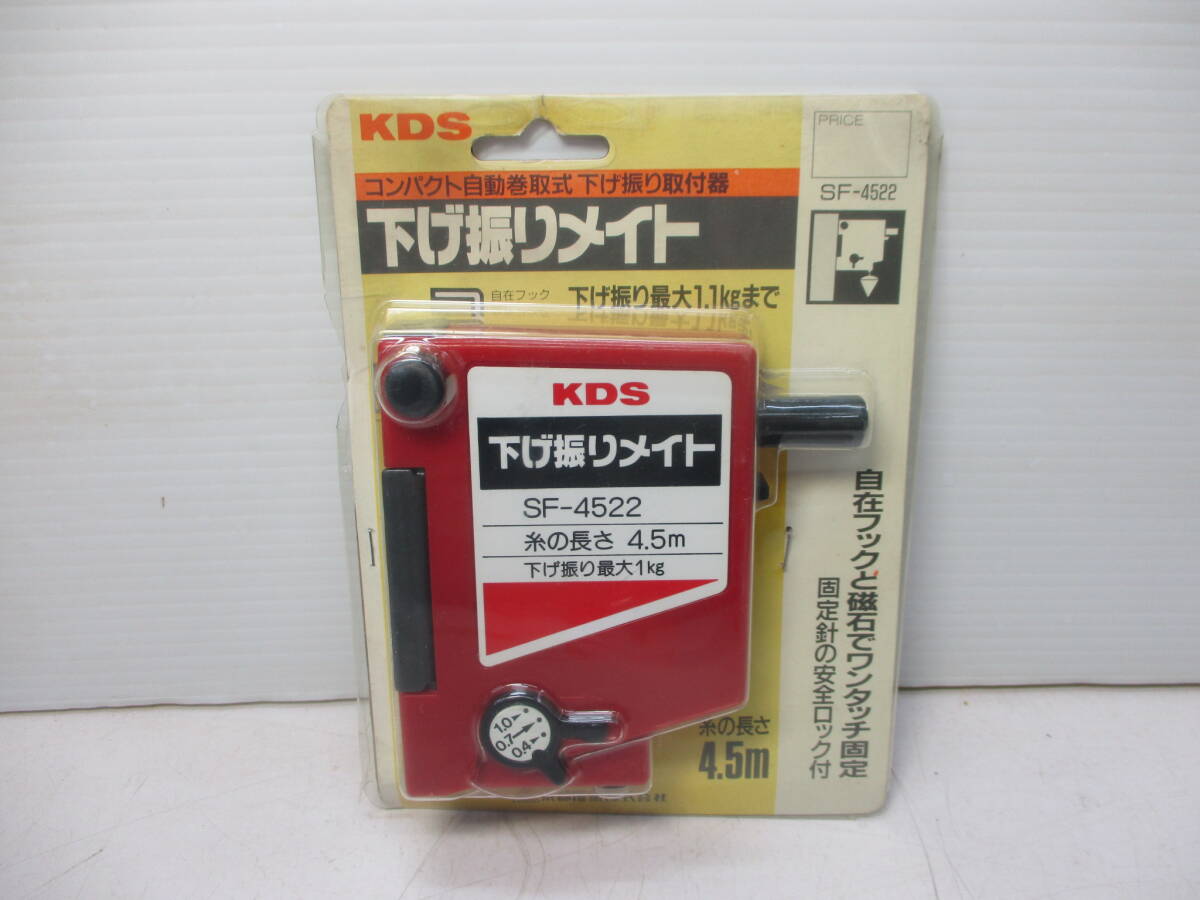 KDS
コンパクト自動巻取式 下げ振り取付器
下げ振りメイト
自在フック
下げ振り最大1.1kgまで
PRICE
SF-4522
KDS
下げ振りメイト
SF-4522
糸の長さ 4.5m
下げ振り最大1kg
1.0
0.7
0.4
自在フックと磁石でワンタッチ固定
固定針の安全ロック付
糸の長さ
4.5m
株式会社